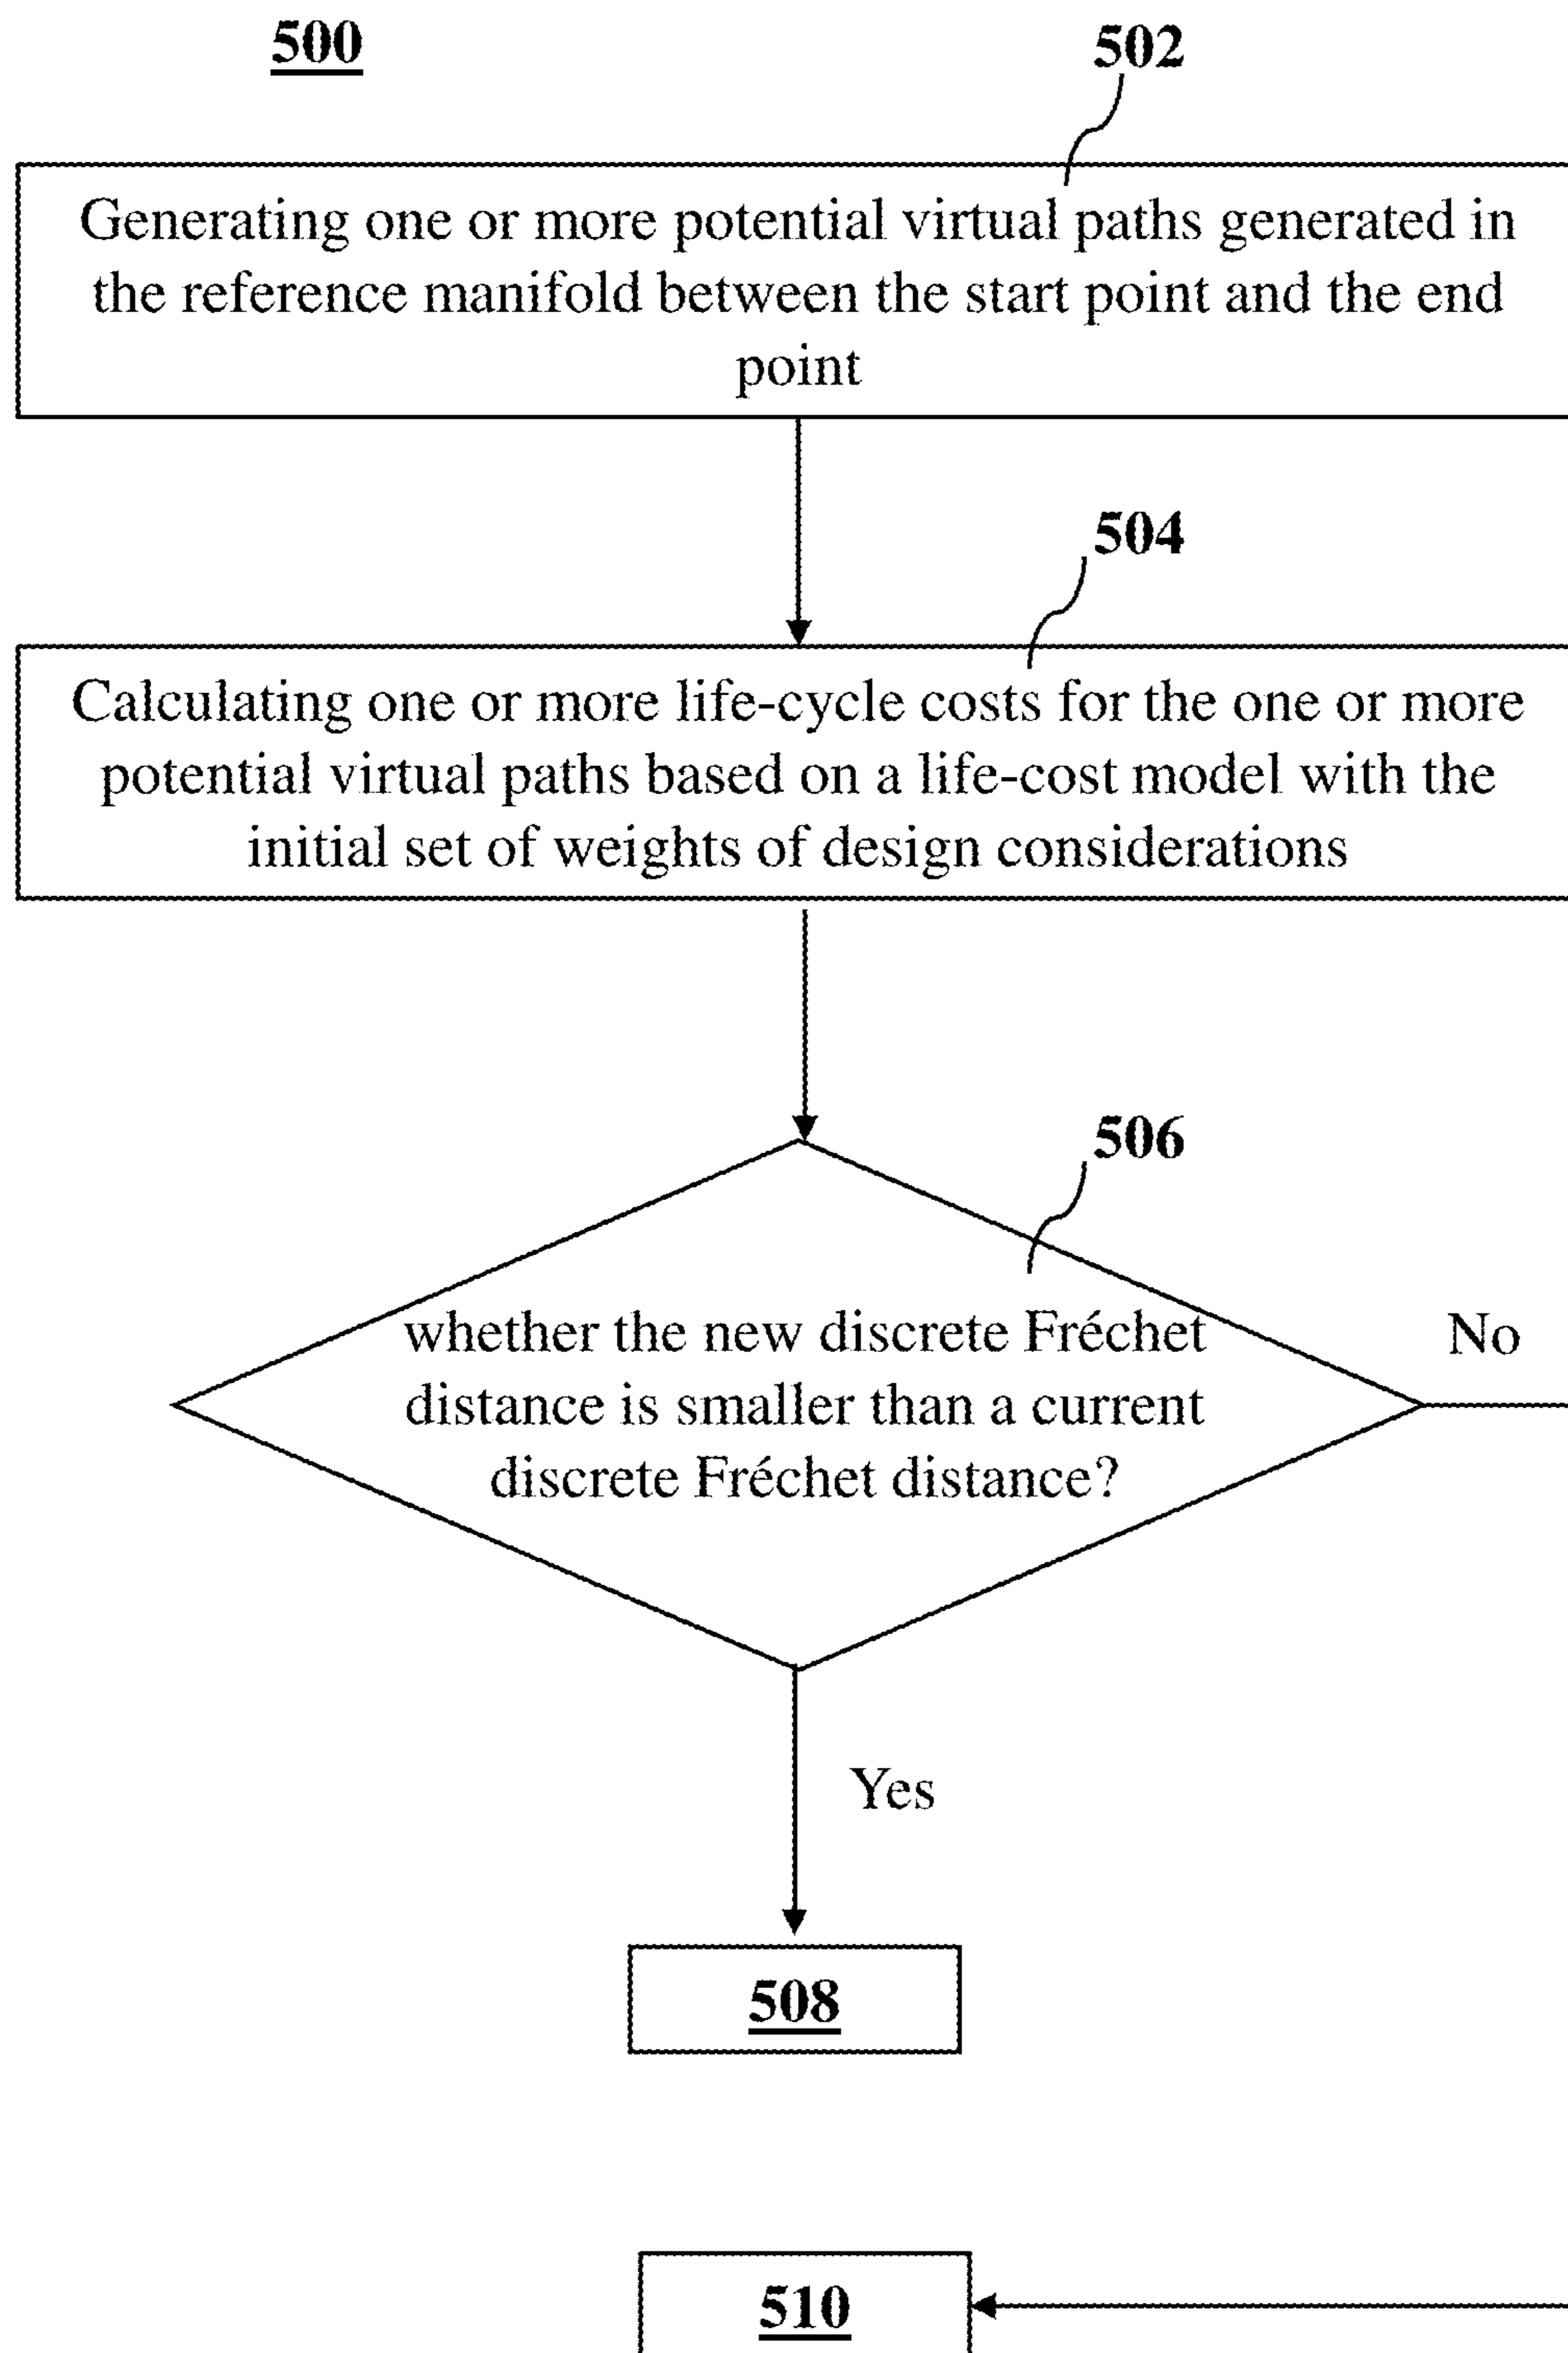 500
502
Generating one or more potential virtual paths generated in
the reference manifold between the start point and the end
point
504
Calculating one or more life-cycle costs for the one or more
potential virtual paths based on a life-cost model with the
initial set of weights of design considerations
506
whether the new discrete Fréchet
distance is smaller than a current
discrete Fréchet distance?
No
Yes
508
510